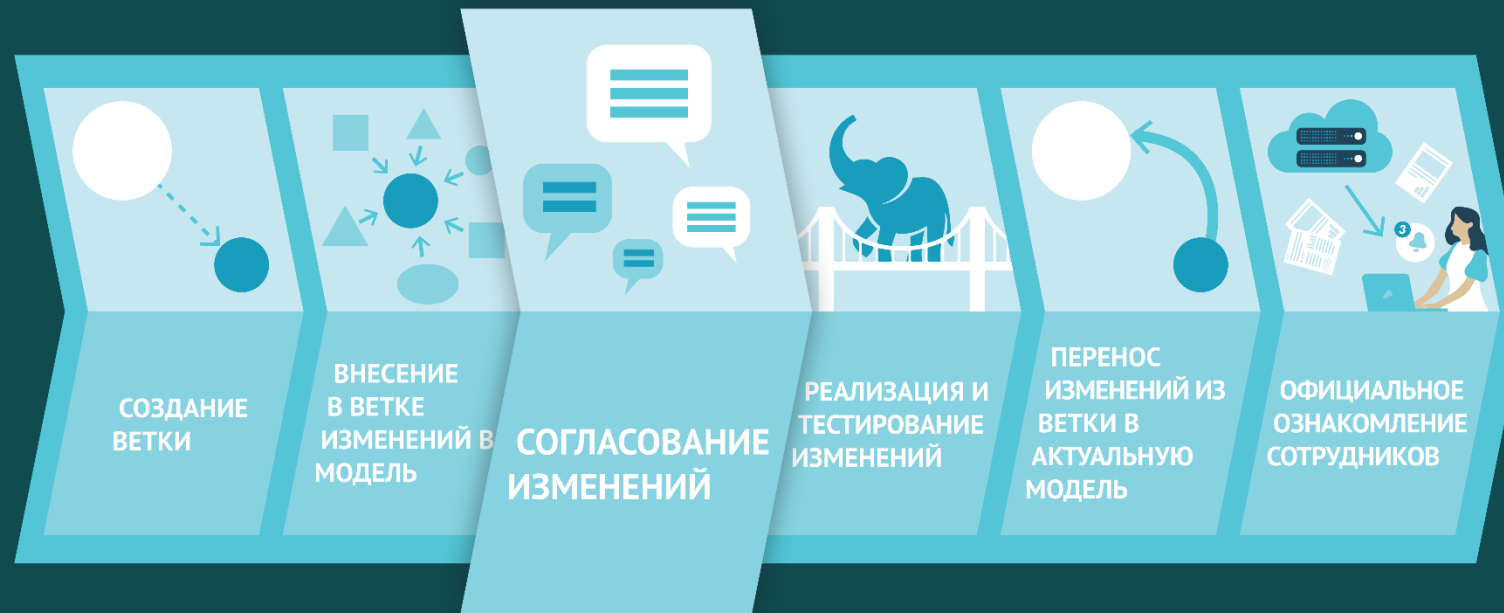 СОЗДАНИЕ
ВЕТКИ
ВНЕСЕНИЕ
В ВЕТКЕ
ИЗМЕНЕНИЙ В
МОДЕЛЬ
СОГЛАСОВАНИЕ
ИЗМЕНЕНИЙ
РЕАЛИЗАЦИЯ И
ТЕСТИРОВАНИЕ
ИЗМЕНЕНИЙ
ПЕРЕНОС
ИЗМЕНЕНИЙ ИЗ
ВЕТКИ В
АКТУАЛЬНУЮ
МОДЕЛЬ
3
ОФИЦИАЛЬНОЕ
ОЗНАКОМЛЕНИЕ
СОТРУДНИКОВ